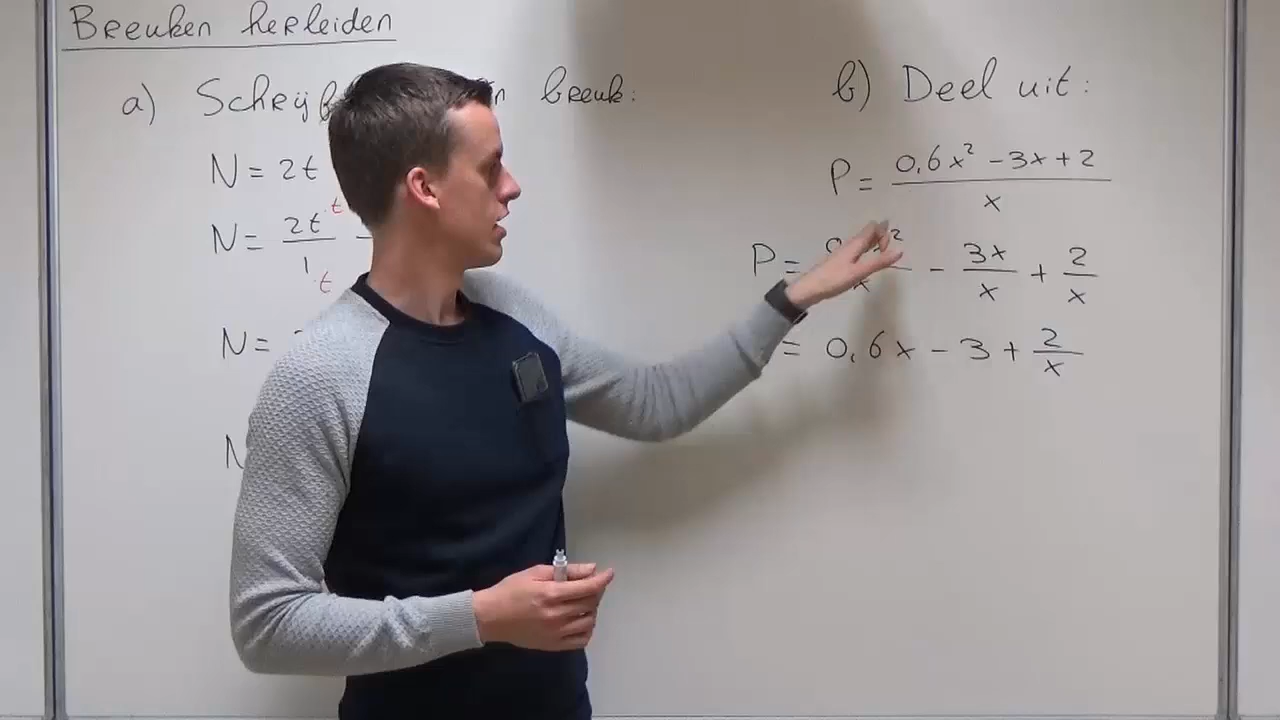 Breuken herleiden
a) Schrijf breuk:
N = 2t
N = 2t/1 · t/t
N =
N
b) Deel uit:
P = (0,6x² - 3x + 2)/x
P = - 3x/x + 2/x
= 0,6x - 3 + 2/x